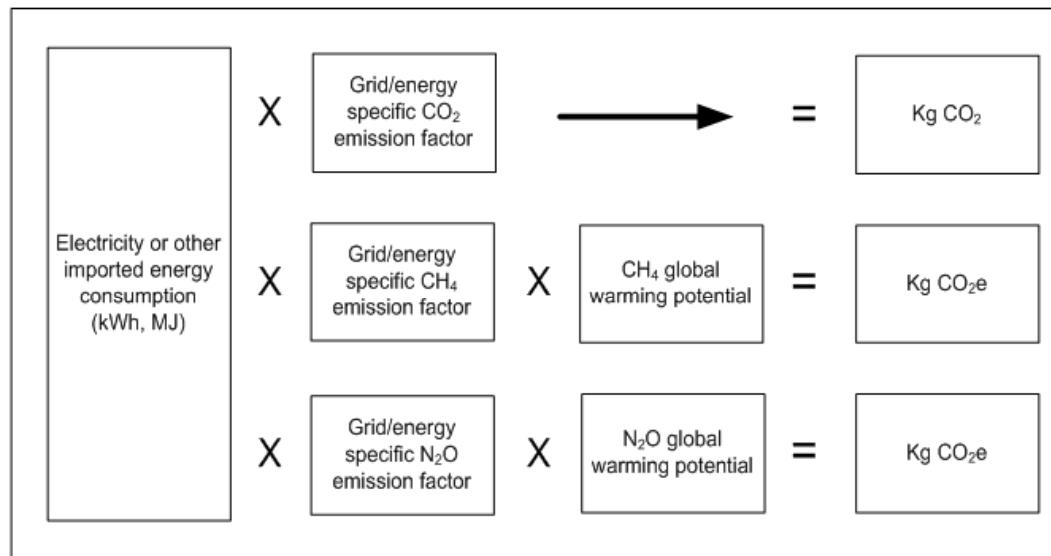 Grid/energy
specific CO₂
emission factor
X
=
Kg CO₂
Electricity or other
imported energy
consumption
(kWh, MJ)
X
Grid/energy
specific CH₄
emission factor
X
CH₄ global
warming potential
=
Kg CO₂e
X
Grid/energy
specific N₂O
emission factor
X
N₂O global
warming potential
=
Kg CO₂e